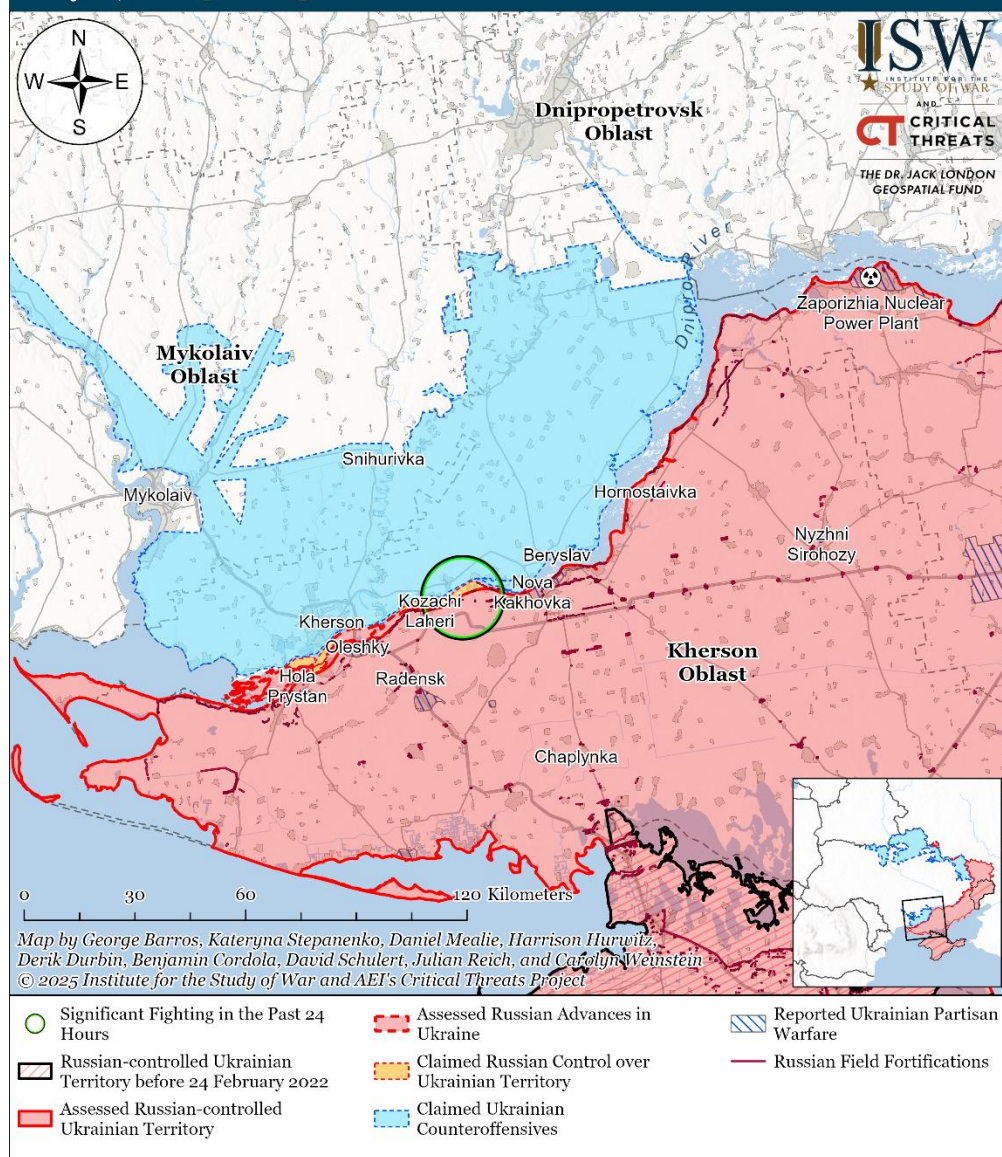 N
W E
S
ISW
INSTITUTE FOR THE
STUDY OF WAR
AND
CT CRITICAL
THREATS
THE DR. JACK LONDON
GEOSPATIAL FUND
Dnipropetrovsk
Oblast
Dnipro River
Zaporizhia Nuclear
Power Plant
Mykolaiv
Oblast
Snihurivka
Mykolaiv
Hornostaivka
Nyzhni
Sirohozy
Beryslav
Nova
Kakhovka
Kozachi
Laheri
Kherson
Oleshky
Hola
Prystan
Radensk
Kherson
Oblast
Chaplynka
0 30 60 120 Kilometers
Map by George Barros, Kateryna Stepanenko, Daniel Mealie, Harrison Hurwitz,
Derik Durbin, Benjamin Cordola, David Schulert, Julian Reich, and Carolyn Weinstein
© 2025 Institute for the Study of War and AEI's Critical Threats Project
Significant Fighting in the Past 24
Hours
Russian-controlled Ukrainian
Territory before 24 February 2022
Assessed Russian-controlled
Ukrainian Territory
Assessed Russian Advances in
Ukraine
Claimed Russian Control over
Ukrainian Territory
Claimed Ukrainian
Counteroffensives
Reported Ukrainian Partisan
Warfare
Russian Field Fortifications